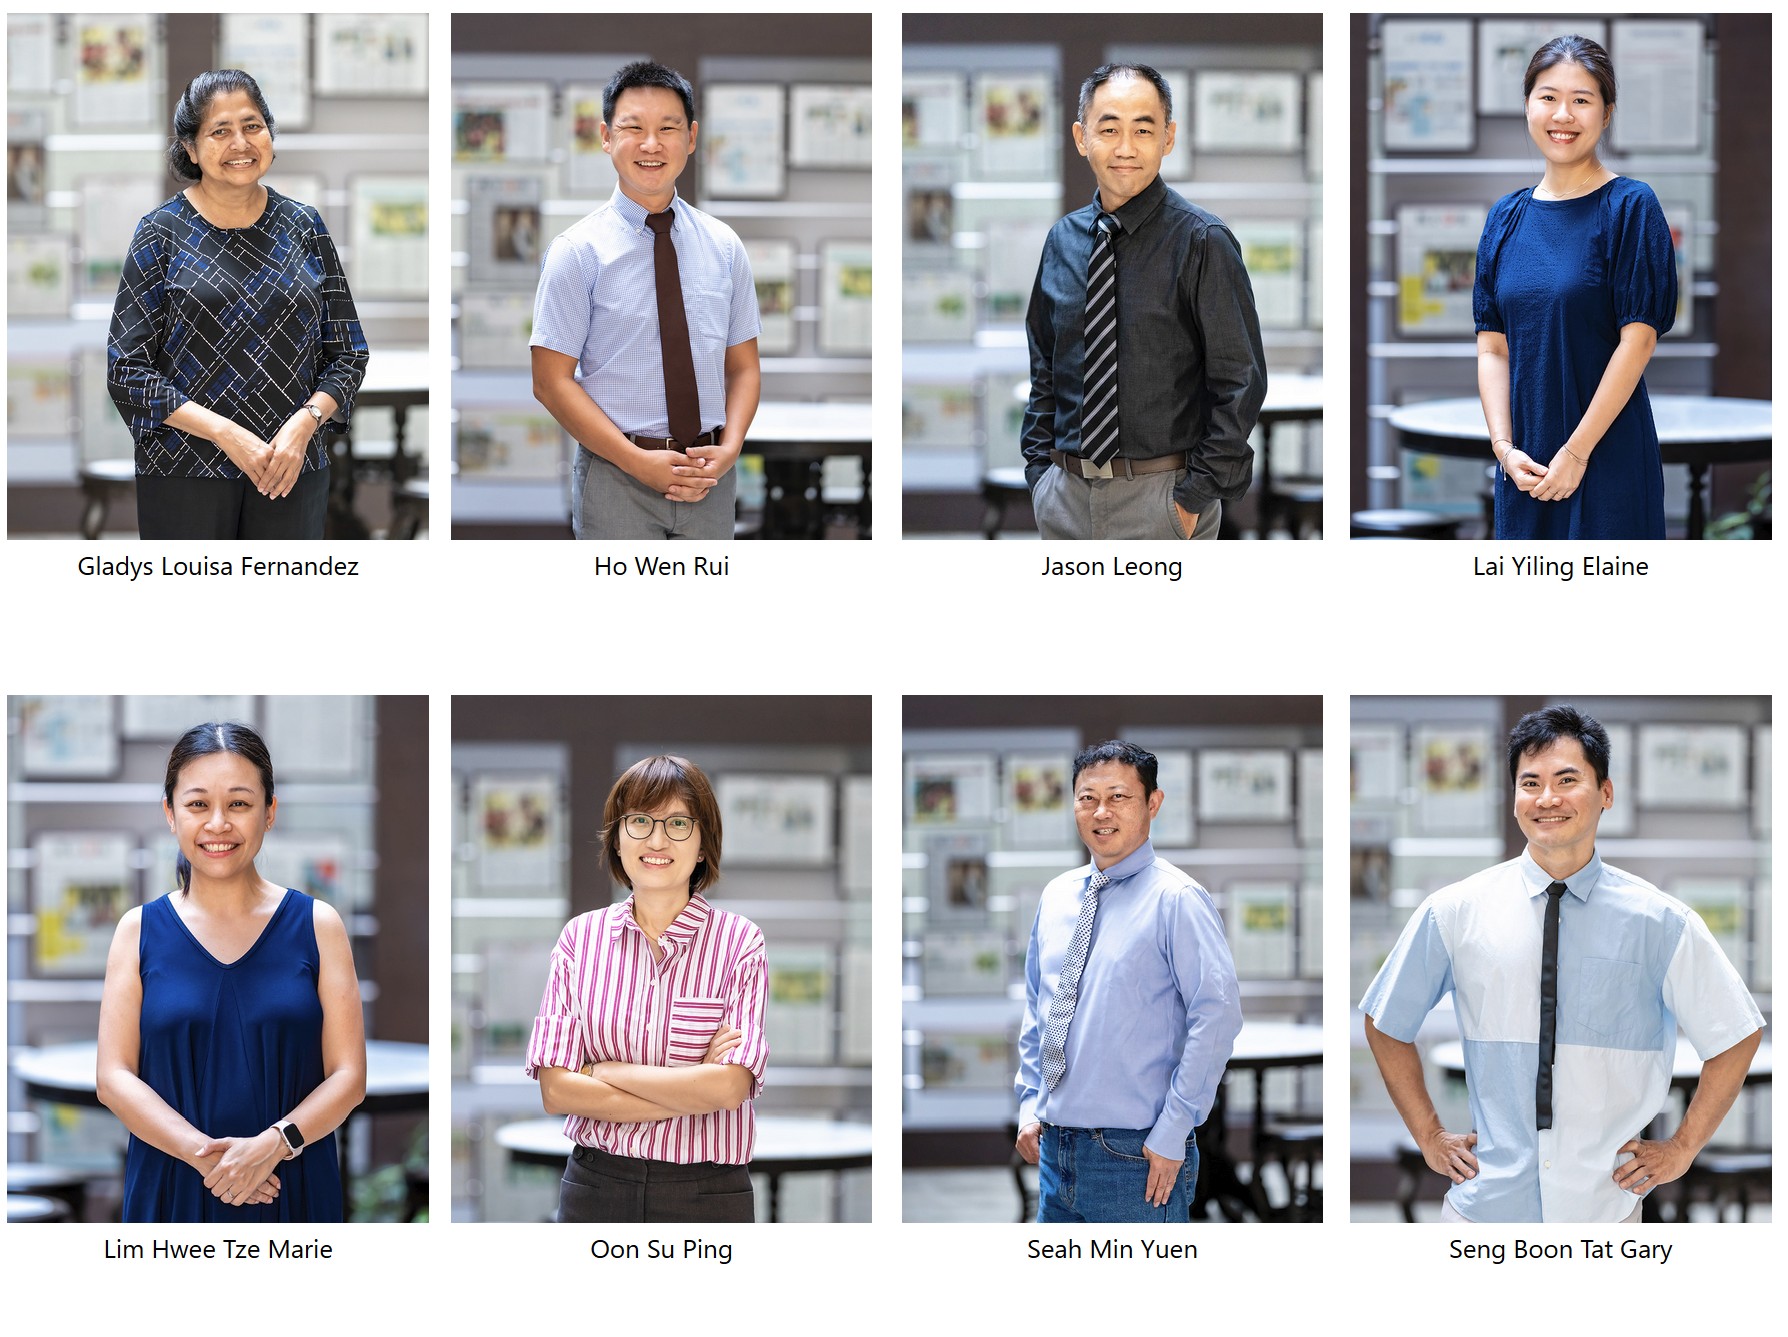 Gladys Louisa Fernandez
Ho Wen Rui
Jason Leong
Lai Yiling Elaine
Lim Hwee Tze Marie
Oon Su Ping
Seah Min Yuen
Seng Boon Tat Gary